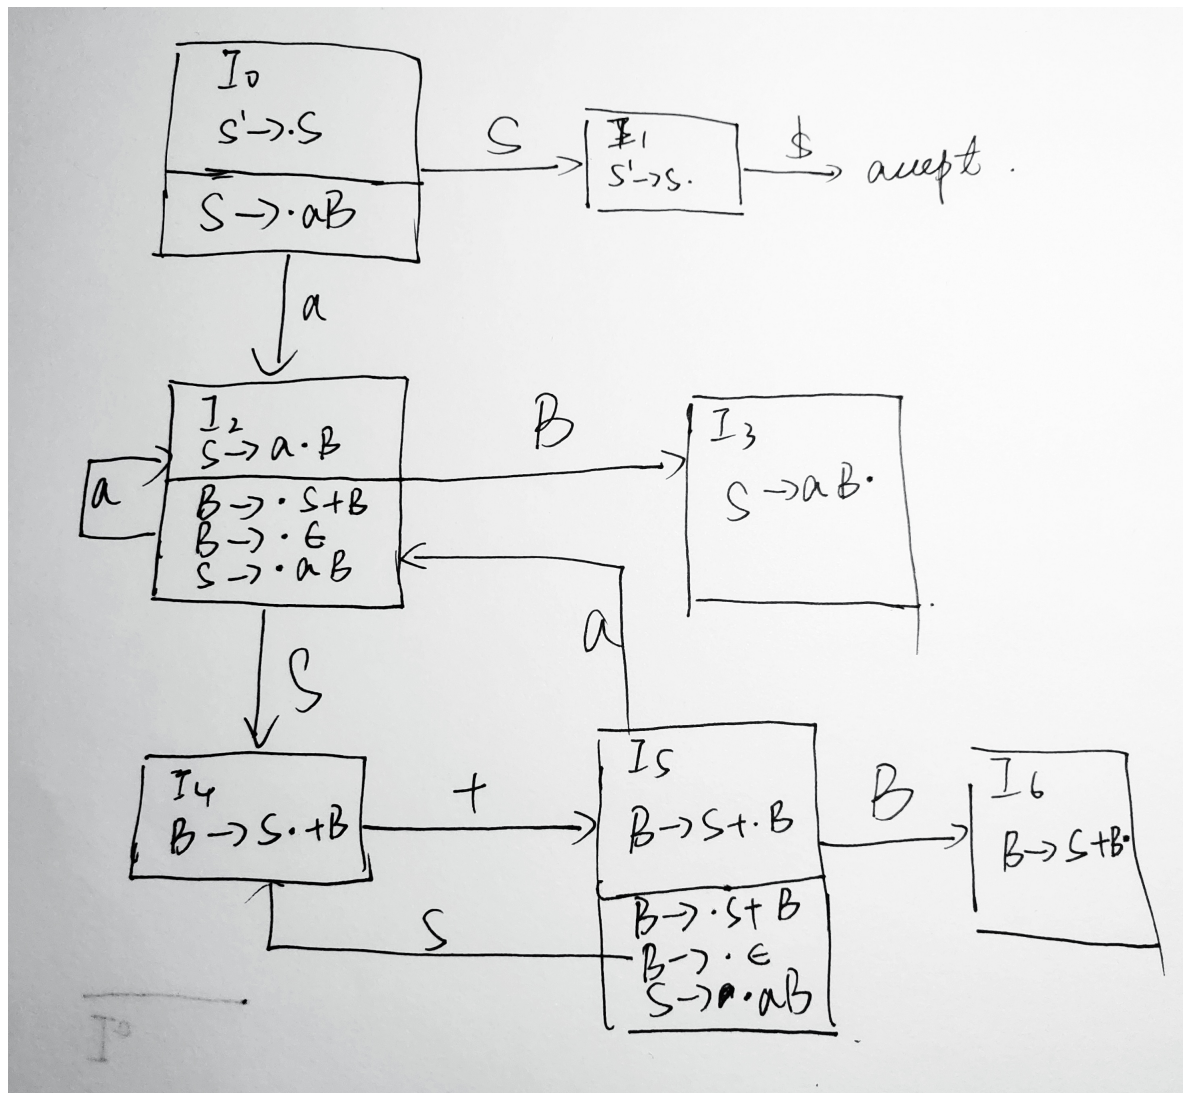 I0
S'→·S
S→·aB
S
I1
S'→S·
$
accept.
a
I2
S→a·B
B→·S+B
B→·ϵ
S→·aB
a
B
I3
S→aB·
a
S
I4
B→S·+B
+
I5
B→S+·B
B→·S+B
B→·ϵ
S→·aB
B
I6
B→S+B·
S